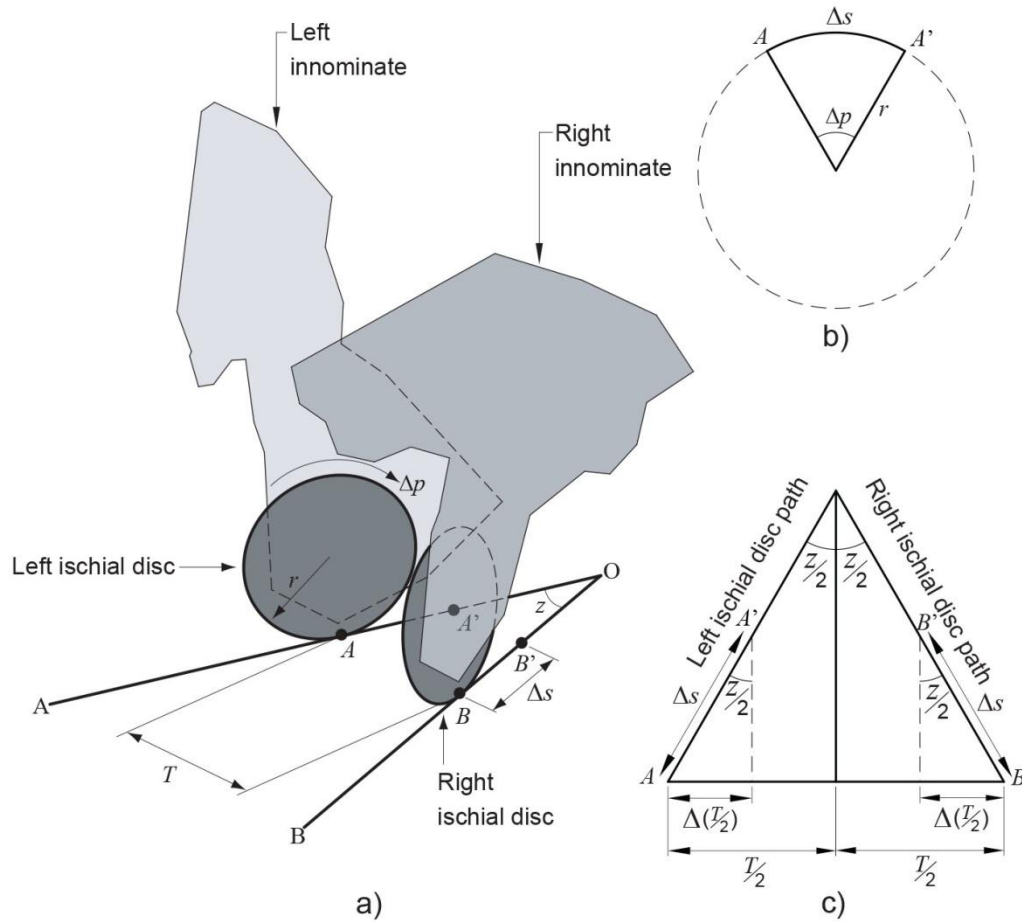 Left
innominate
Right
innominate
Δp
Left ischial disc
r
A
A'
O
z
B'
Δs
B
A
T
B
Right
ischial disc
a)
Δs
A
A'
Δp
r
b)
Left ischial disc path
Right ischial disc path
z/2
z/2
A'
B'
Δs
z/2
z/2
Δs
A
B
Δ(T/2)
Δ(T/2)
T/2
T/2
c)